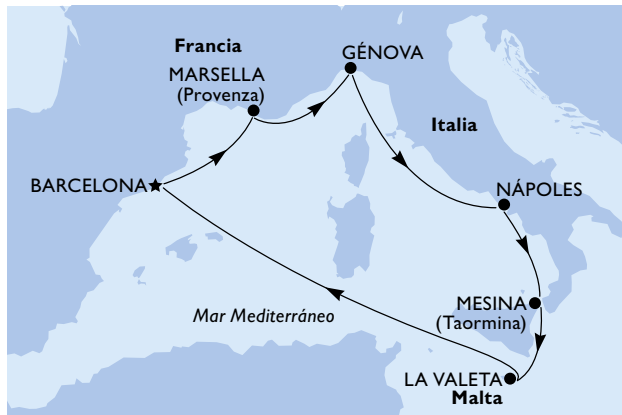 Francia
MARSELLA
(Provenza)
GÉNOVA
Italia
BARCELONA
NÁPOLES
MESINA
(Taormina)
Mar Mediterráneo
LA VALETA
Malta